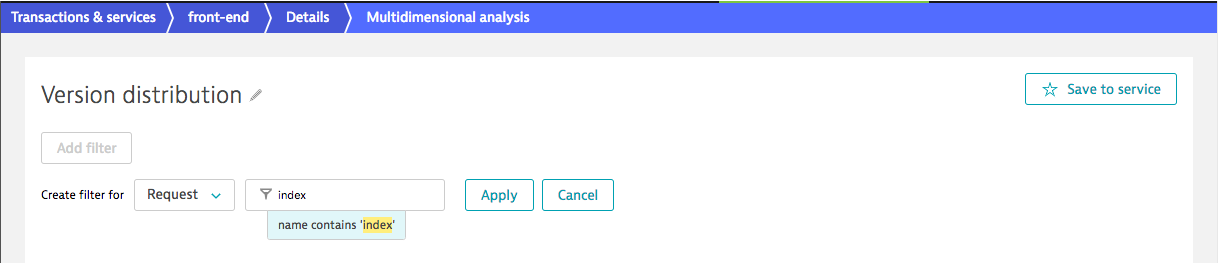 Transactions & services front-end Details Multidimensional analysis
Version distribution
Save to service
Add filter
Create filter for Request index Apply Cancel
name contains 'index'